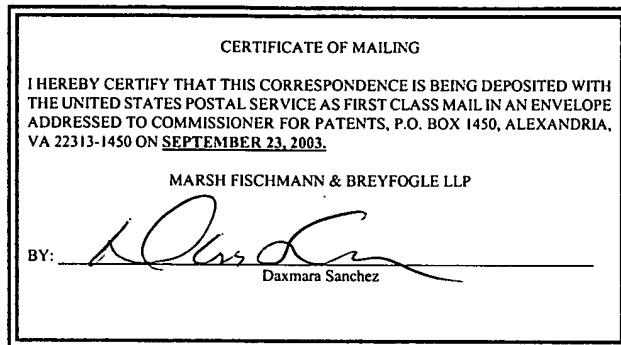 CERTIFICATE OF MAILING
I HEREBY CERTIFY THAT THIS CORRESPONDENCE IS BEING DEPOSITED WITH
THE UNITED STATES POSTAL SERVICE AS FIRST CLASS MAIL IN AN ENVELOPE
ADDRESSED TO COMMISSIONER FOR PATENTS, P.O. BOX 1450, ALEXANDRIA,
VA 22313-1450 ON SEPTEMBER 23, 2003.
MARSH FISCHMANN & BREYFOGLE LLP
BY:
Daxmara Sanchez